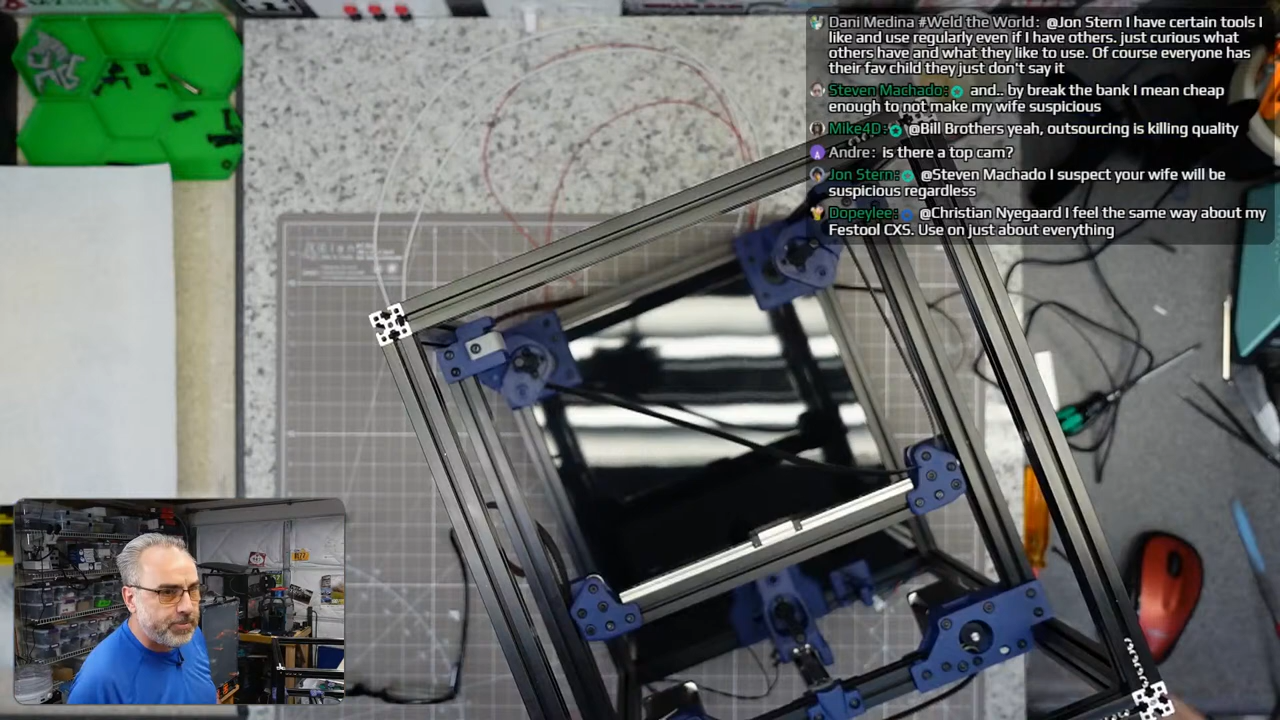 Dani Medina #Weld the World: @Jon Stern I have certain tools I
like and use regularly even if I have others. just curious what
others have and what they like to use. Of course everyone has
their fav child they just don't say it
Steven Machado: and.. by break the bank I mean cheap
enough to not make my wife suspicious
Mike4D: @Bill Brothers yeah, outsourcing is killing quality
Andre: is there a top cam?
Jon Stern: @Steven Machado I suspect your wife will be
suspicious regardless
Dopeylee: @Christian Nyegaard I feel the same way about my
Festool CXS. Use on just about everything